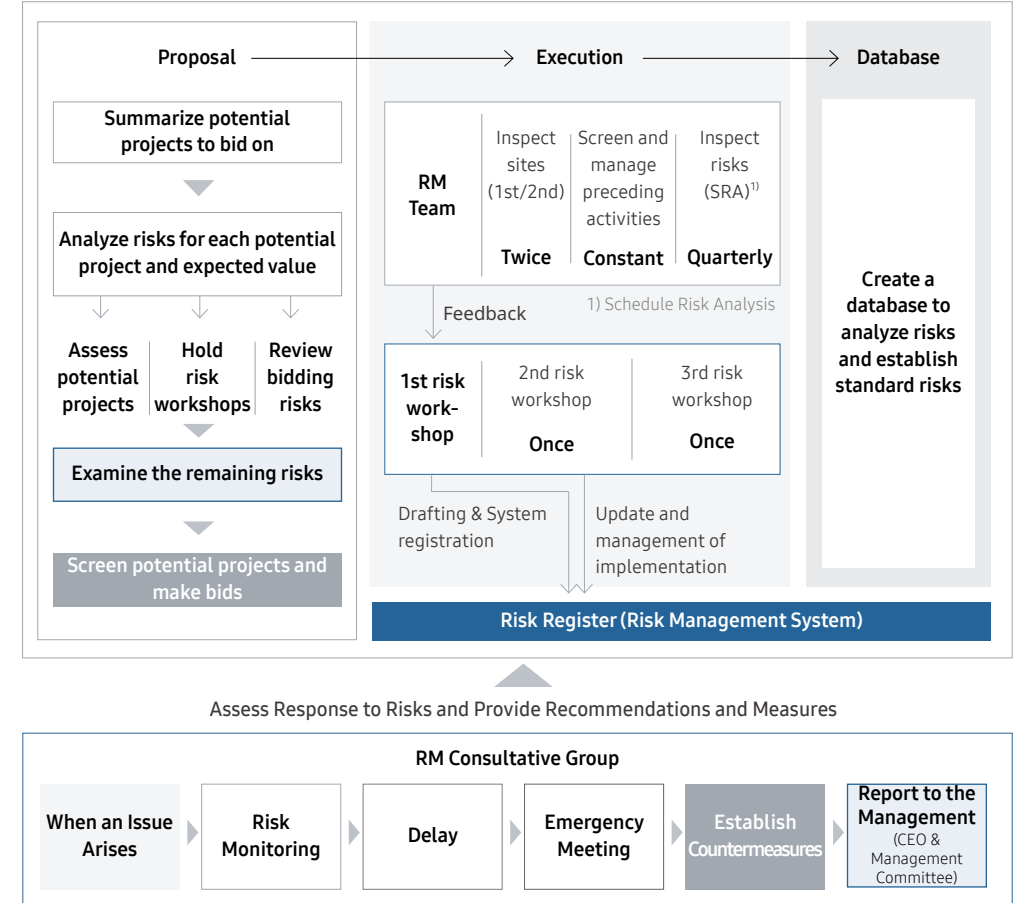 Proposal
Execution
Database
Summarize potential
projects to bid on
Analyze risks for each potential
project and expected value
Assess
potential
projects
Hold
risk
workshops
Review
bidding
risks
Examine the remaining risks
Screen potential projects and
make bids
RM
Team
Inspect
sites
(1st/2nd)
Twice
Screen and
manage
preceding
activities
Constant
Inspect
risks
(SRA)1)
Quarterly
1) Schedule Risk Analysis
Feedback
1st risk
work-
shop
2nd risk
workshop
Once
3rd risk
workshop
Once
Drafting & System
registration
Update and
management of
implementation
Create a
database to
analyze risks
and establish
standard risks
Risk Register (Risk Management System)
Assess Response to Risks and Provide Recommendations and Measures
RM Consultative Group
When an Issue
Arises
Risk
Monitoring
Delay
Emergency
Meeting
Establish
Countermeasures
Report to the
Management
(CEO &
Management
Committee)